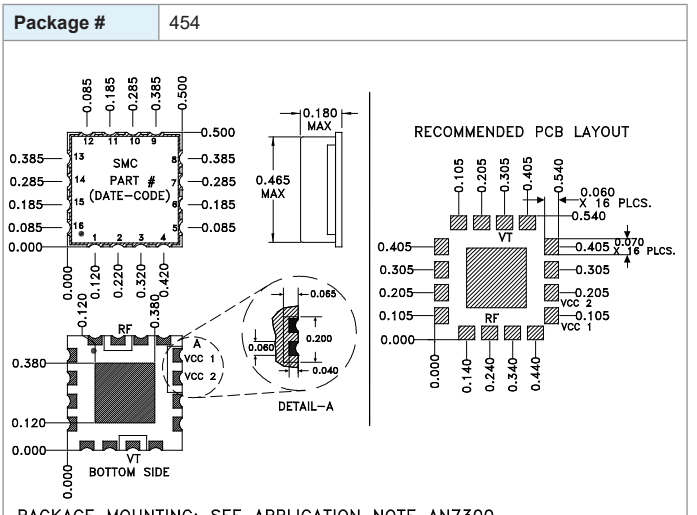 Package # 454
0.085 0.185 0.285 0.385 0.500
12 11 10 9
0.500
0.385 13 SMC 8 0.385
0.285 14 PART # 7 0.285
0.185 15 (DATE-CODE) 6 0.185
0.085 16 5 0.085
0.000 1 2 3 4
0.000 0.120 0.220 0.320 0.420
0.180
MAX
0.465
MAX
RECOMMENDED PCB LAYOUT
0.105 0.205 0.305 0.405 0.540
0.060
X 16 PLCS.
0.540
VT
0.405 0.405 0.070
X 16 PLCS.
0.305 0.305
0.205 0.205
VCC 2
0.105 RF 0.105
VCC 1
0.000
0.000 0.140 0.240 0.340 0.440
0.120 0.380
RF A
VCC 1
0.380 VCC 2
0.120
0.000
VT
0.000
BOTTOM SIDE
0.065
0.200
0.060
0.040
DETAIL-A
PACKAGE MOUNTING: SEE APPLICATION NOTE AN7300